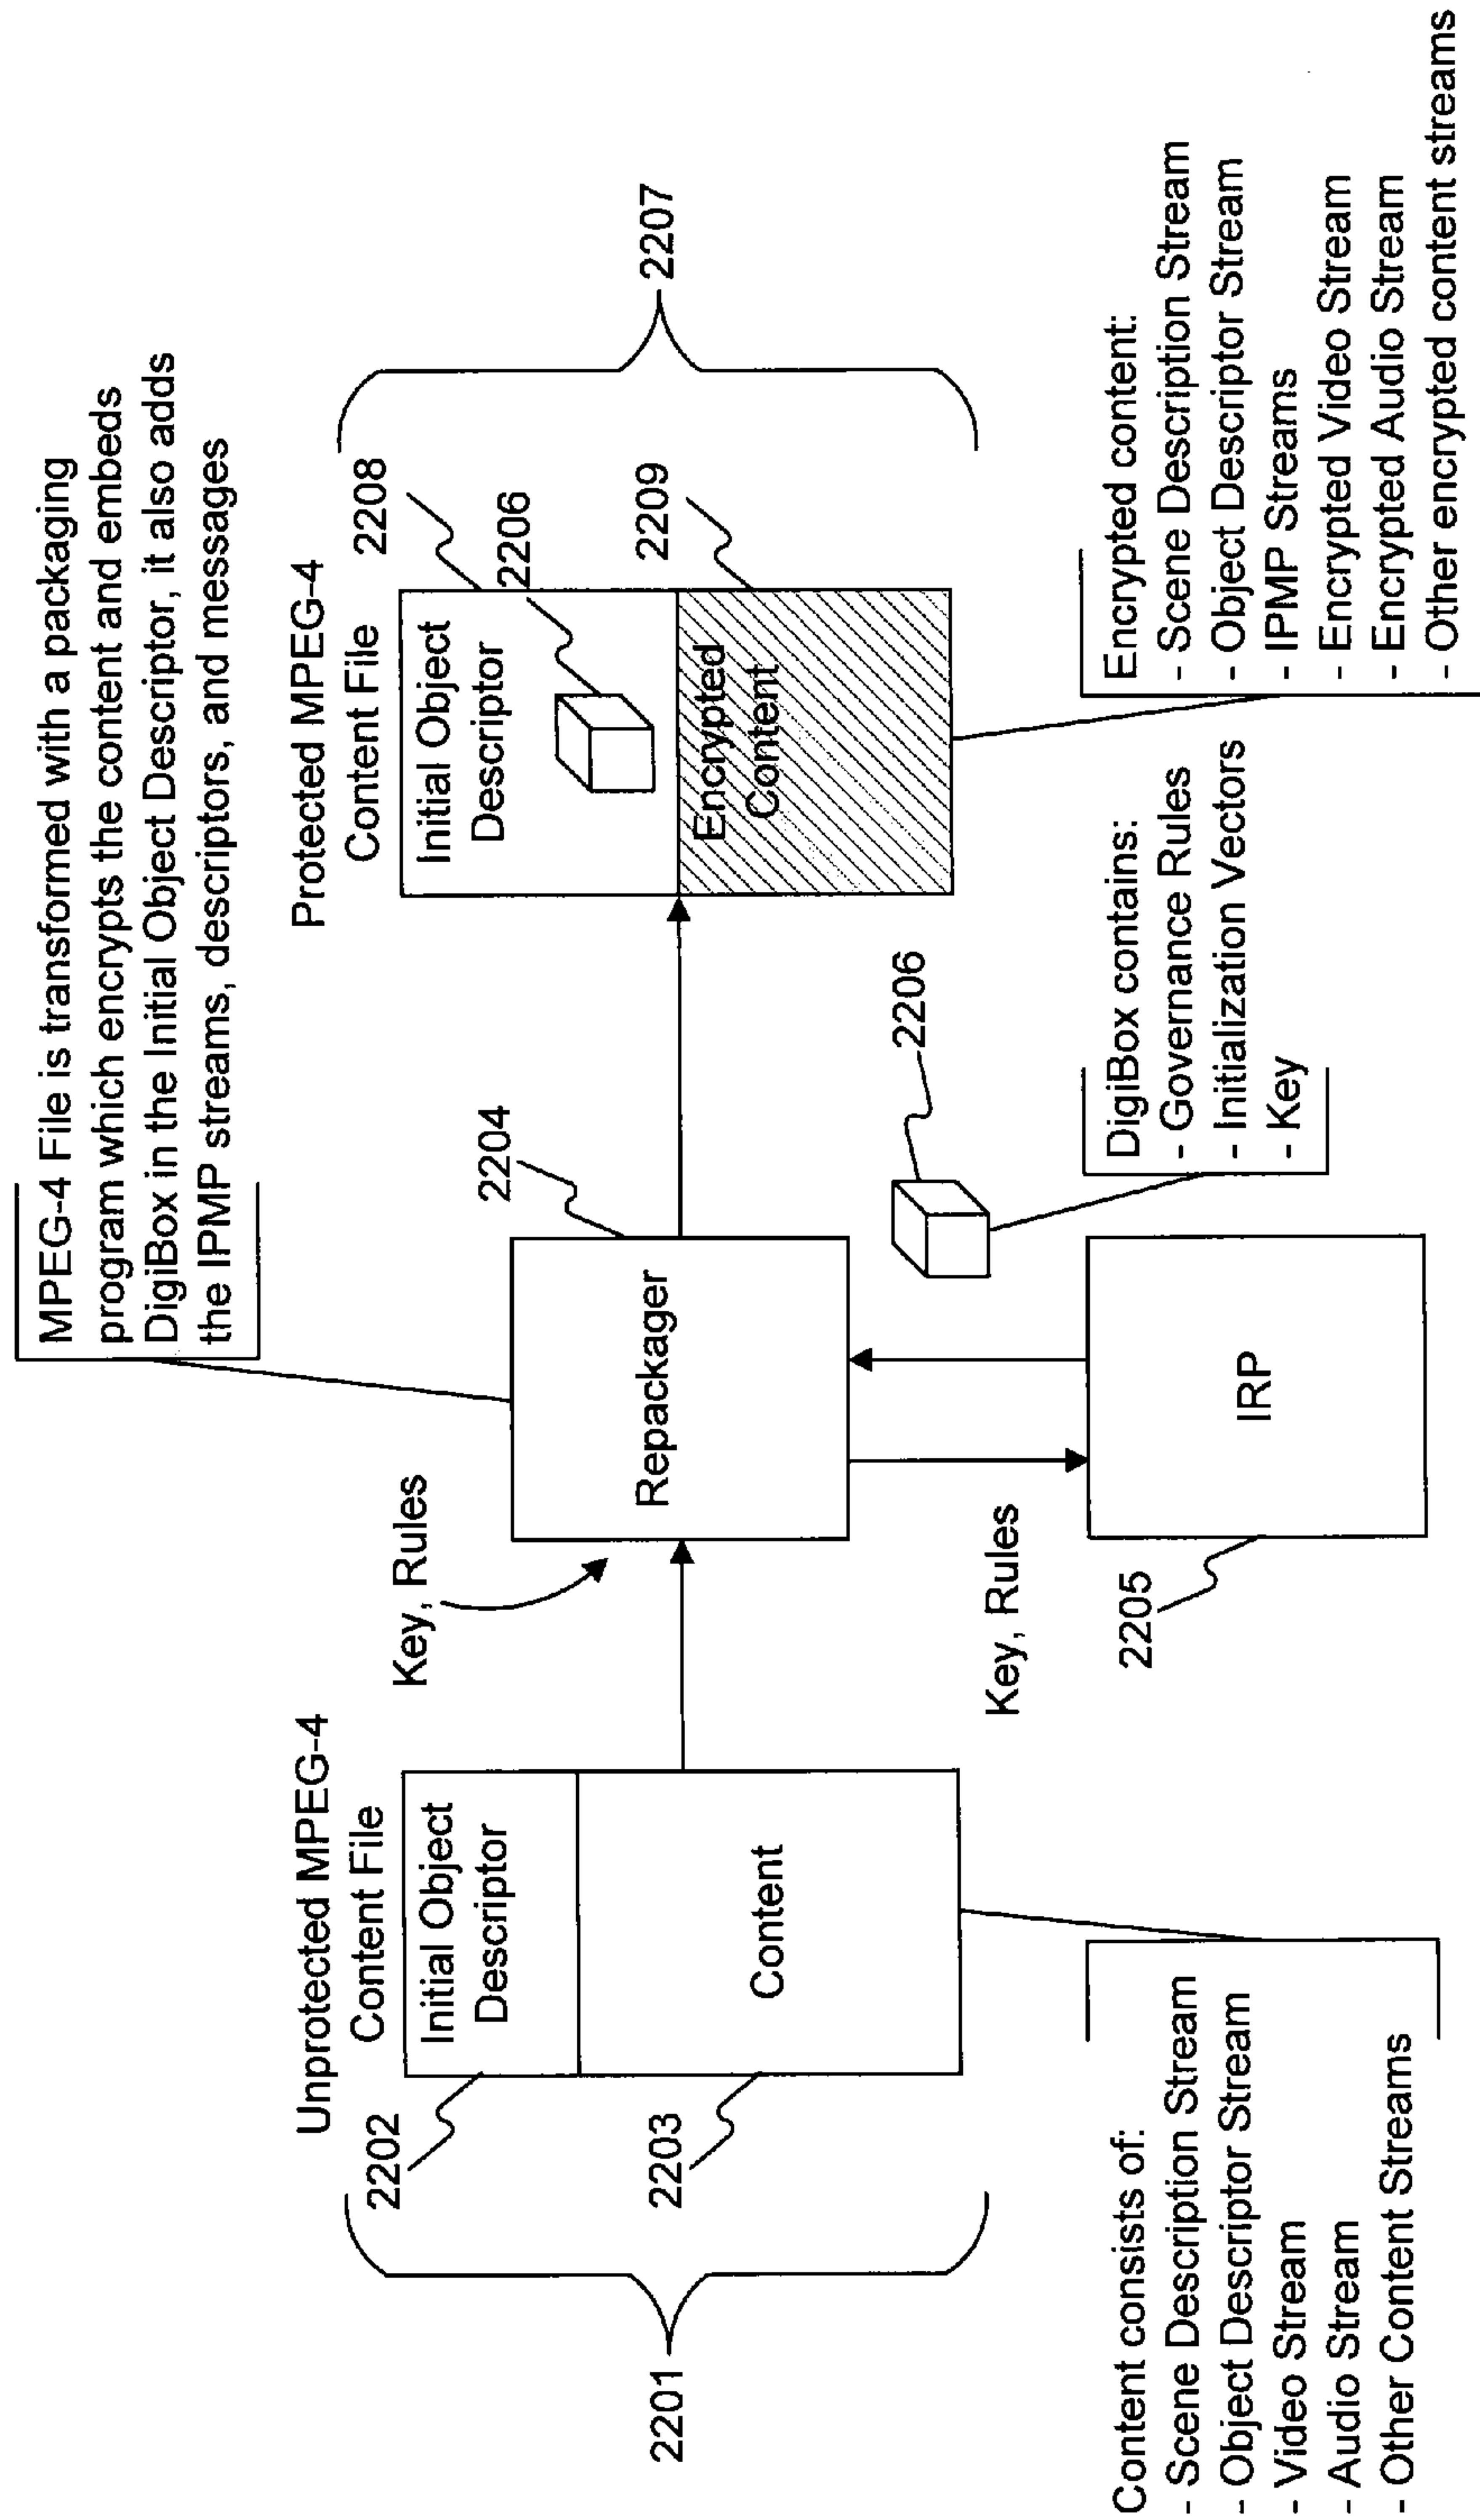 MPEG-4 File is transformed with a packaging
program which encrypts the content and embeds
DigiBox in the Initial Object Descriptor, it also adds
the IPMP streams, descriptors, and messages
Unprotected MPEG-4
Content File
2202
Initial Object
Descriptor
2203
Content
2201
Content consists of:
- Scene Description Stream
- Object Descriptor Stream
- Video Stream
- Audio Stream
- Other Content Streams
Key, Rules
2204
Repackager
Key, Rules
2205
IRP
2206
DigiBox contains:
- Governance Rules
- Initialization Vectors
- Key
Protected MPEG-4
Content File
2208
Initial Object
Descriptor
2206
2209
Encrypted
Content
2207
Encrypted content:
- Scene Description Stream
- Object Descriptor Stream
- IPMP Streams
- Encrypted Video Stream
- Encrypted Audio Stream
- Other encrypted content streams